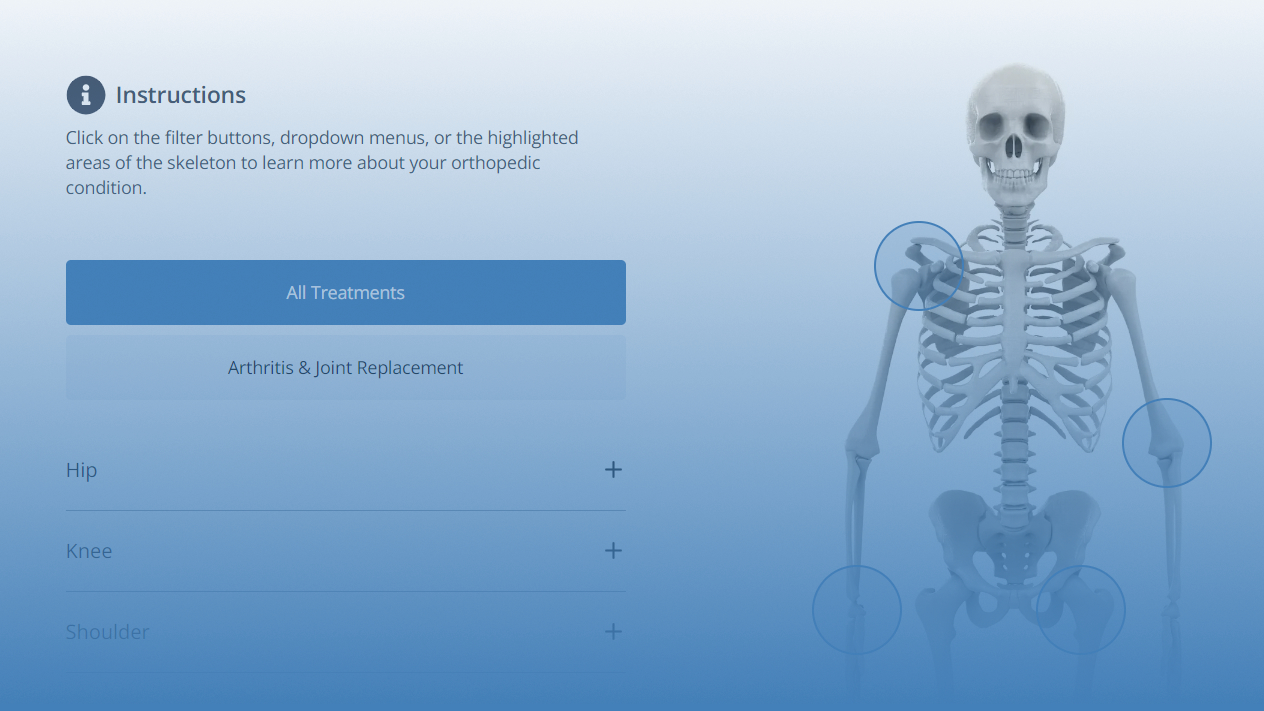 Instructions
Click on the filter buttons, dropdown menus, or the highlighted
areas of the skeleton to learn more about your orthopedic
condition.
All Treatments
Arthritis & Joint Replacement
Hip
Knee
Shoulder